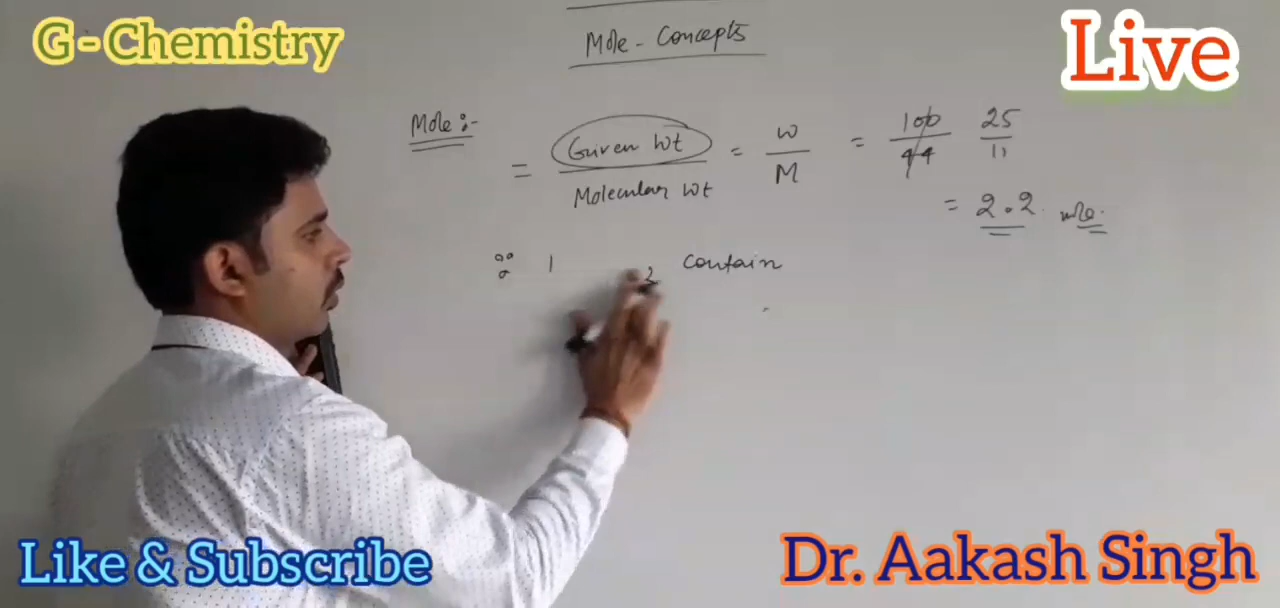 G - Chemistry
Live
Mole - Concepts
Mole :-
= Given Wt / Molecular Wt = W / M = 100 / 44 25 / 11
= 2.2 mole.
∵ 1 2 Contain
Like & Subscribe
Dr. Aakash Singh